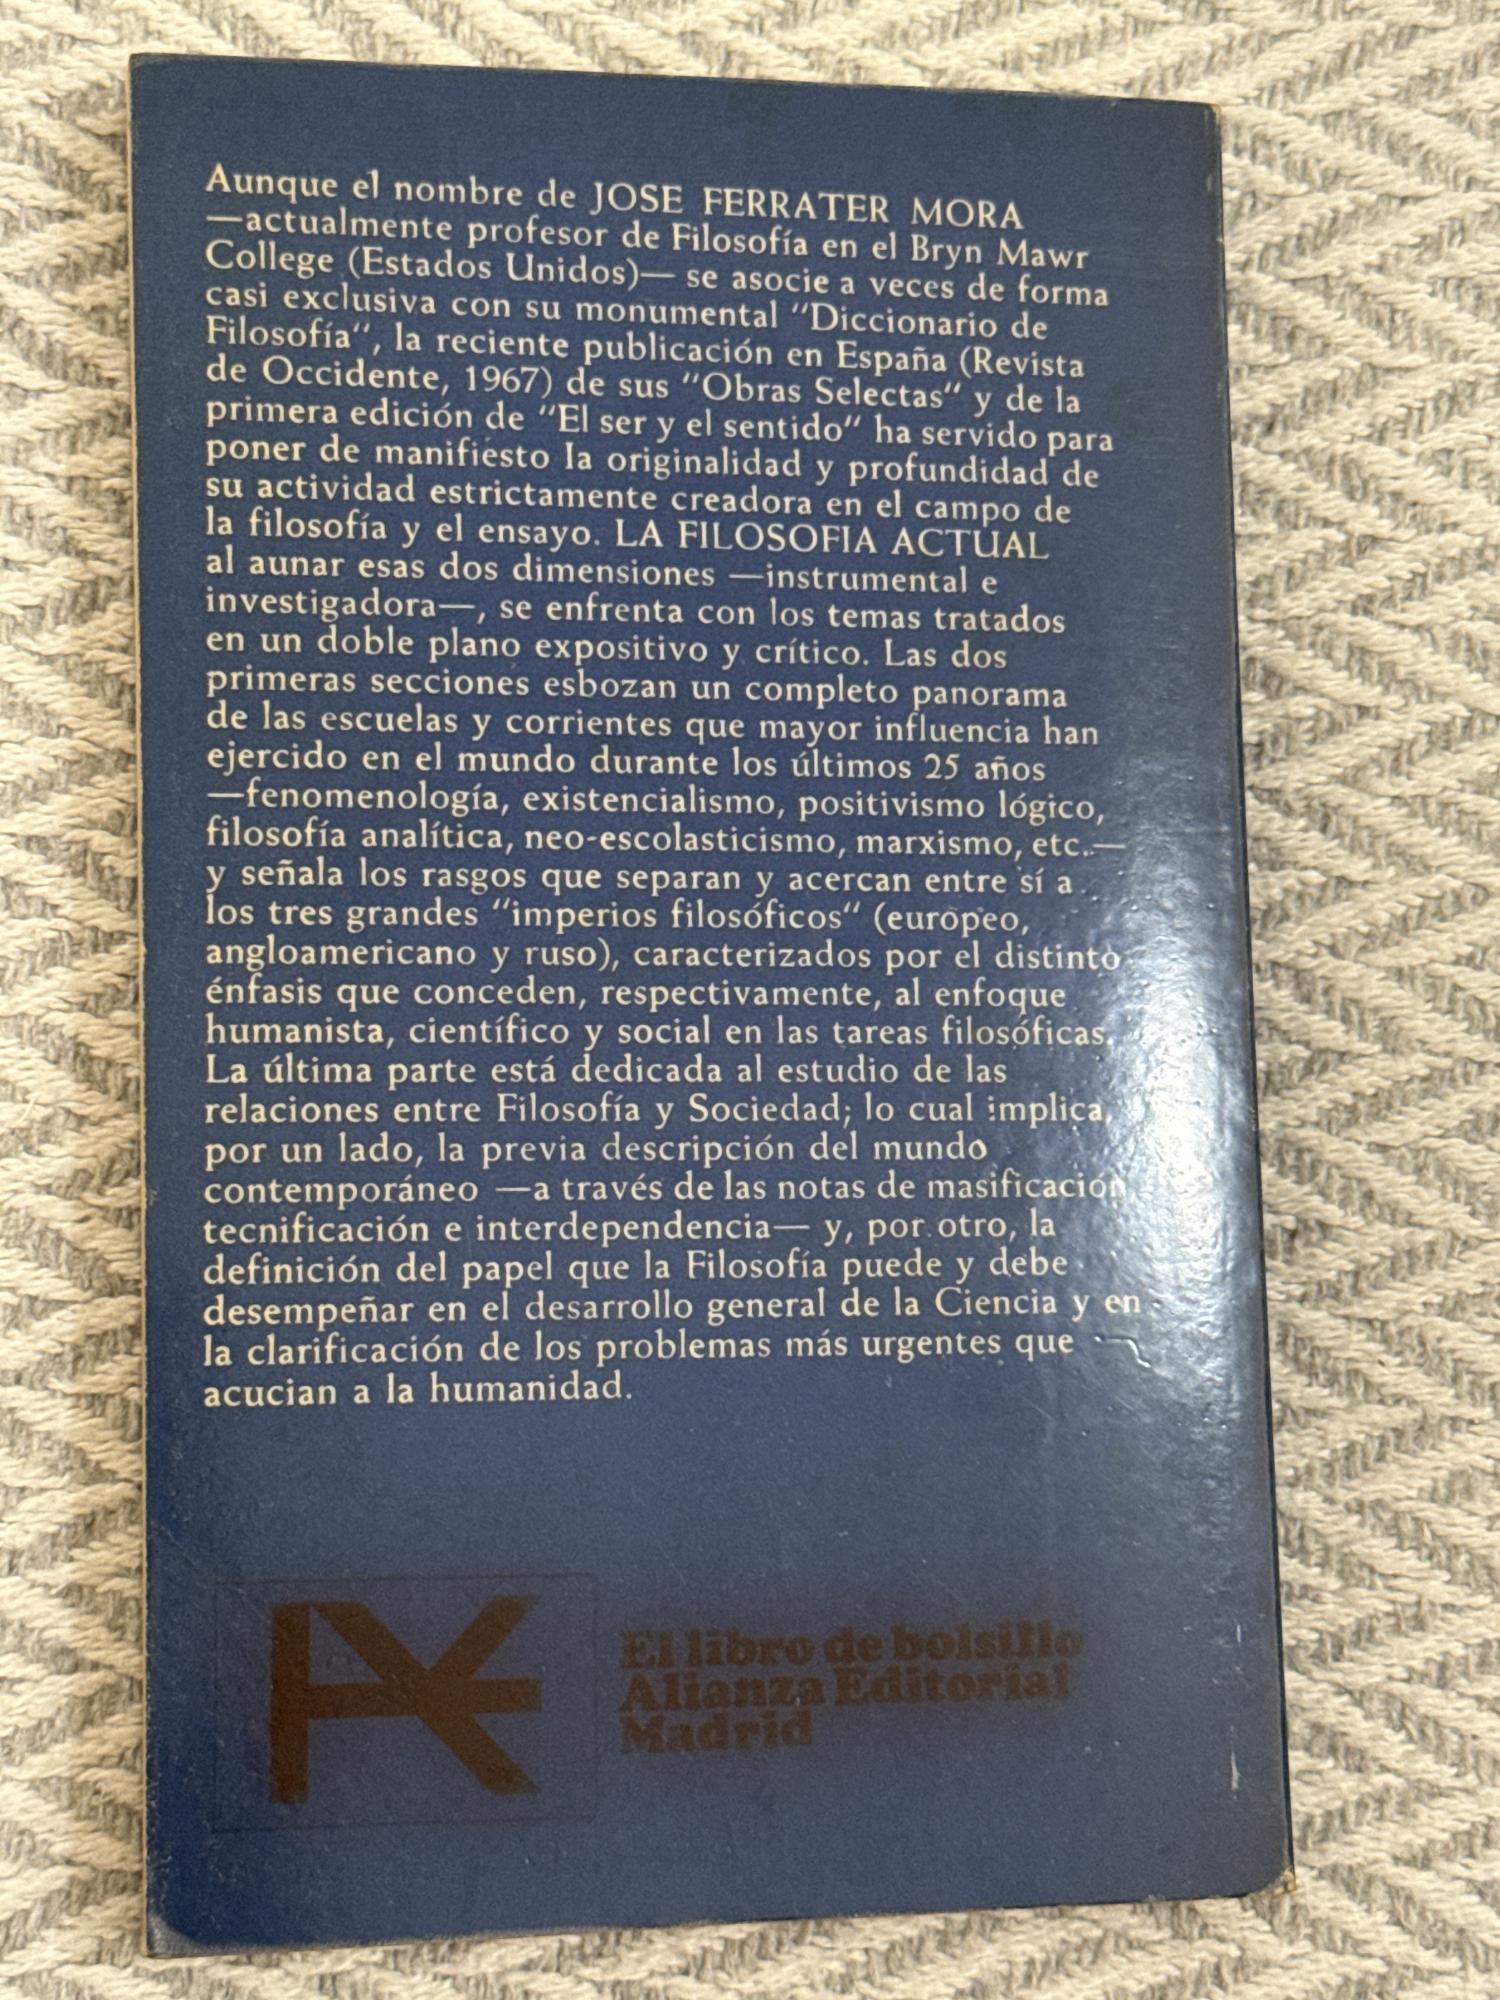 Aunque el nombre de JOSE FERRATER MORA
—actualmente profesor de Filosofía en el Bryn Mawr
College (Estados Unidos)— se asocie a veces de forma
casi exclusiva con su monumental "Diccionario de
Filosofía", la reciente publicación en España (Revista
de Occidente, 1967) de sus "Obras Selectas" y de la
primera edición de "El ser y el sentido" ha servido para
poner de manifiesto la originalidad y profundidad de
su actividad estrictamente creadora en el campo de
la filosofía y el ensayo. LA FILOSOFIA ACTUAL
al aunar esas dos dimensiones —instrumental e
investigadora—, se enfrenta con los temas tratados
en un doble plano expositivo y crítico. Las dos
primeras secciones esbozan un completo panorama
de las escuelas y corrientes que mayor influencia han
ejercido en el mundo durante los últimos 25 años
—fenomenología, existencialismo, positivismo lógico,
filosofía analítica, neo-escolasticismo, marxismo, etc.—
y señala los rasgos que separan y acercan entre sí a
los tres grandes "imperios filosóficos" (europeo,
angloamericano y ruso), caracterizados por el distinto
énfasis que conceden, respectivamente, al enfoque
humanista, científico y social en las tareas filosóficas.
La última parte está dedicada al estudio de las
relaciones entre Filosofía y Sociedad; lo cual implica,
por un lado, la previa descripción del mundo
contemporáneo —a través de las notas de masificación,
tecnificación e interdependencia— y, por otro, la
definición del papel que la Filosofía puede y debe
desempeñar en el desarrollo general de la Ciencia y en
la clarificación de los problemas más urgentes que
acucian a la humanidad.
El libro de bolsillo
Alianza Editorial
Madrid